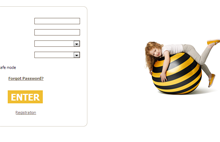 afe mode
Forgot Password?
ENTER
Registration